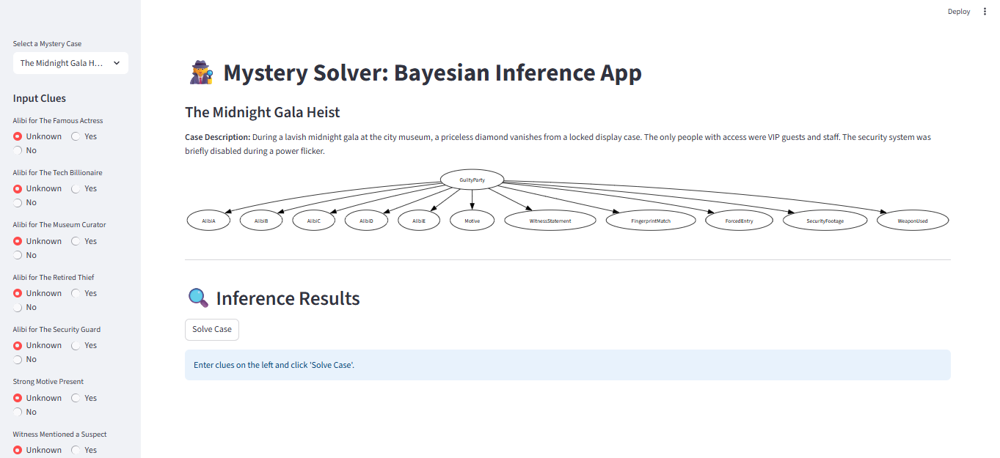 Deploy
Select a Mystery Case
The Midnight Gala H...
Input Clues
Alibi for The Famous Actress
Unknown Yes
No
Alibi for The Tech Billionaire
Unknown Yes
No
Alibi for The Museum Curator
Unknown Yes
No
Alibi for The Retired Thief
Unknown Yes
No
Alibi for The Security Guard
Unknown Yes
No
Strong Motive Present
Unknown Yes
No
Witness Mentioned a Suspect
Unknown Yes
Mystery Solver: Bayesian Inference App
The Midnight Gala Heist
Case Description: During a lavish midnight gala at the city museum, a priceless diamond vanishes from a locked display case. The only people with access were VIP guests and staff. The security system was
briefly disabled during a power flicker.
GuiltyParty
AlibiA AlibiB AlibiC AlibiD AlibiE Motive WitnessStatement FingerprintMatch ForcedEntry SecurityFootage WeaponUsed
Inference Results
Solve Case
Enter clues on the left and click 'Solve Case'.